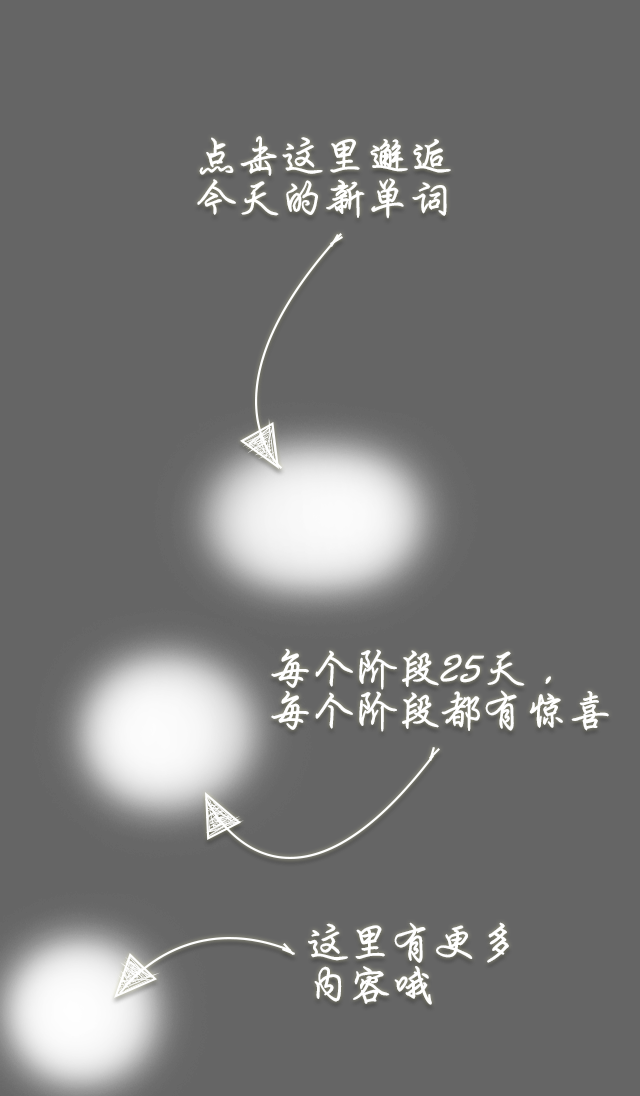 点击这里邂逅
今天的新单词
每个阶段25天，
每个阶段都有惊喜
这里有更多
内容哦